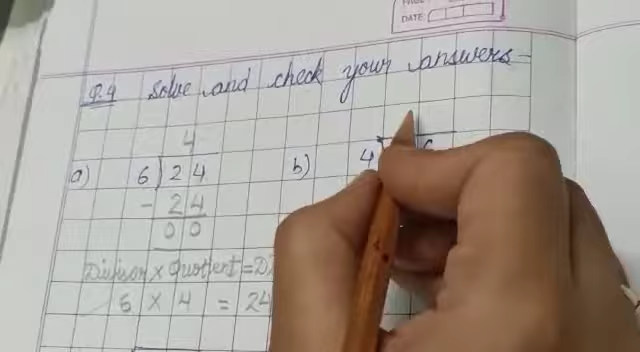 DATE
Q.4 Solve and check your answers-
4
a) 6)24 b) 4
- 24
00
Divisor x Quotient =
6 x 4 = 24